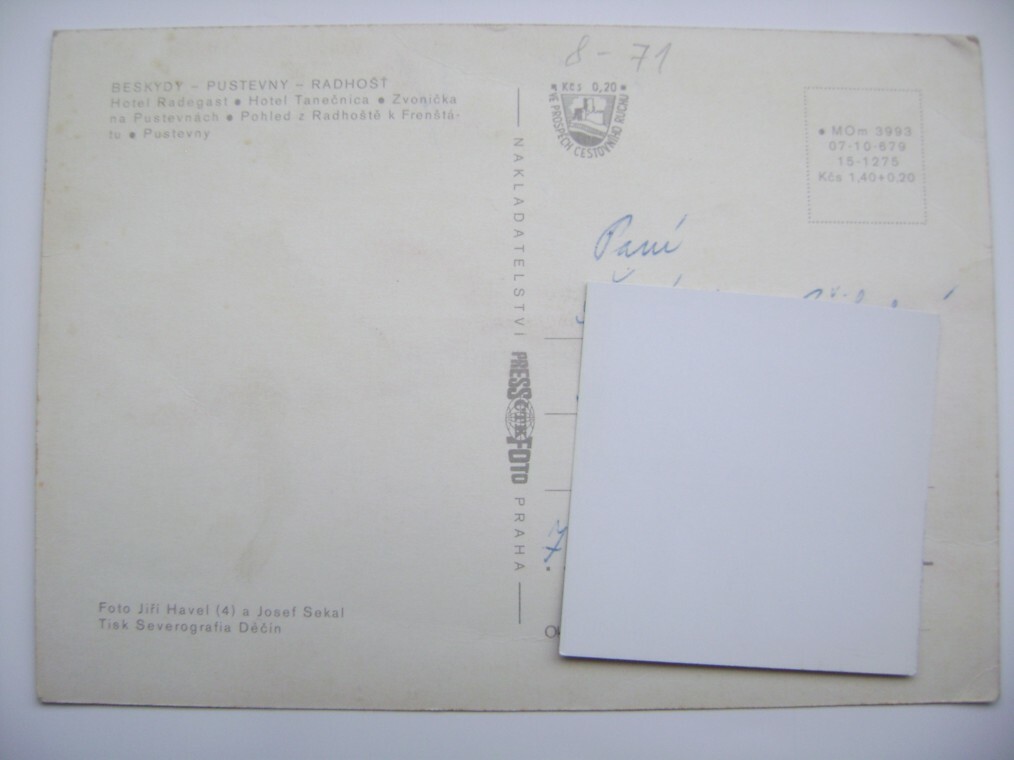 8-71
BESKYDY - PUSTEVNY - RADHOŠŤ
Hotel Radegast ● Hotel Tanečnica ● Zvonička
na Pustevnách ● Pohled z Radhoště k Frenštá-
tu ● Pustevny
● Kčs 0,20 ●
VE PROSPĚCH CESTOVNÍHO RUCHU
● MOm 3993
07-10-679
15-1275
Kčs 1,40+0,20
NAKLADATELSTVÍ PRESSFOTO PRAHA
ČTK
Paní
7
Foto Jiří Havel (4) a Josef Sekal
Tisk Severografia Děčín